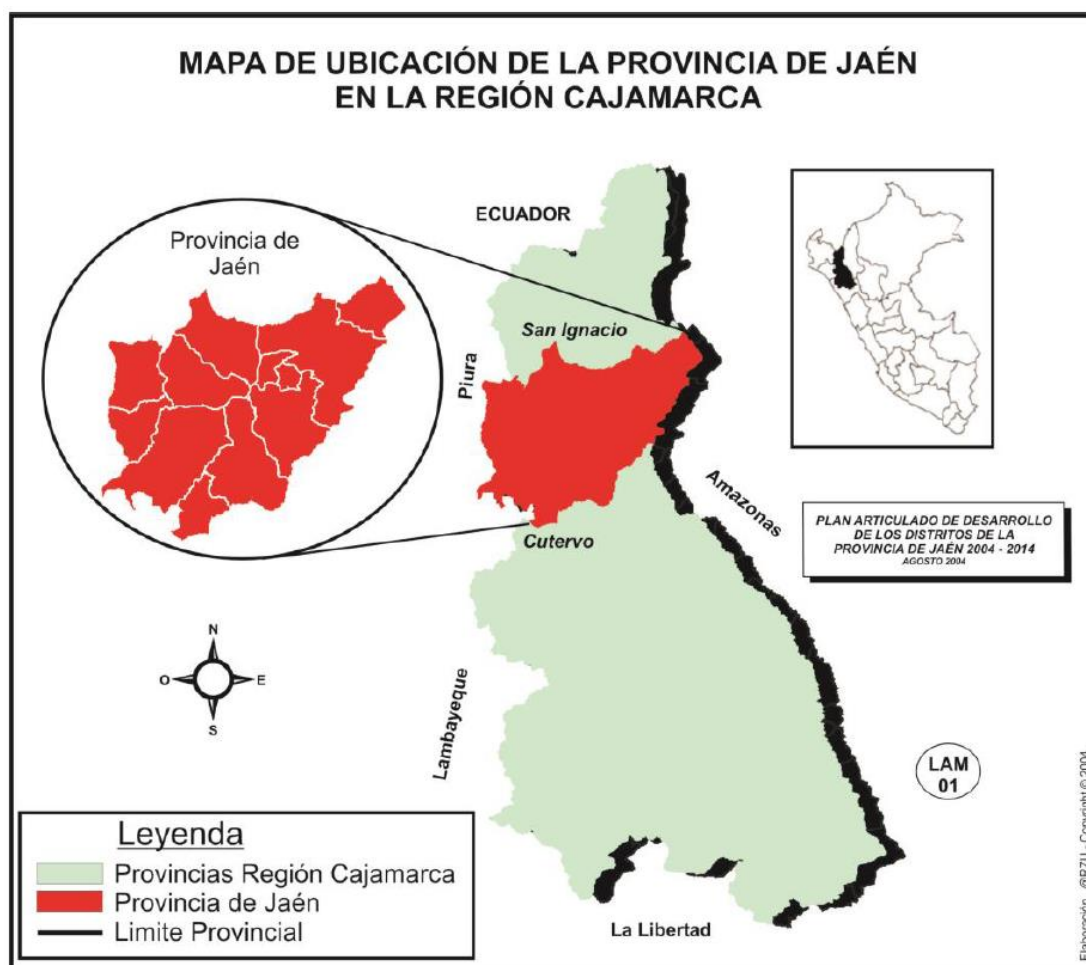 MAPA DE UBICACIÓN DE LA PROVINCIA DE JAÉN
EN LA REGIÓN CAJAMARCA
ECUADOR
Provincia de
Jaén
San Ignacio
Piura
Amazonas
PLAN ARTICULADO DE DESARROLLO
DE LOS DISTRITOS DE LA
PROVINCIA DE JAÉN 2004 - 2014
AGOSTO 2004
Cutervo
N
O
E
S
Lambayeque
LAM
01
Leyenda
Provincias Región Cajamarca
Provincia de Jaén
Limite Provincial
La Libertad
Copyright © 2004